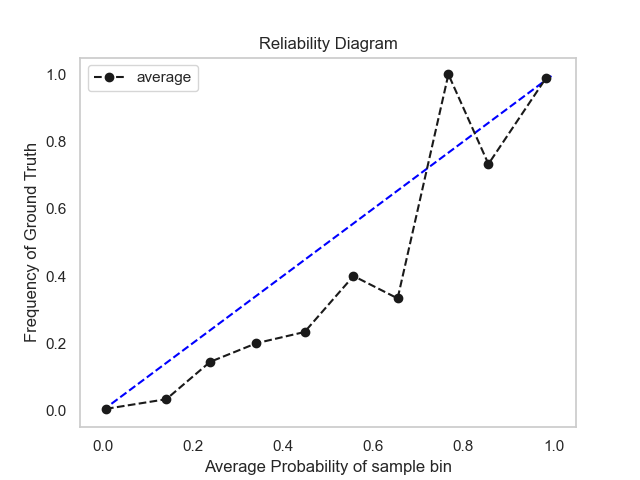 Reliability Diagram
average
Frequency of Ground Truth
1.0
0.8
0.6
0.4
0.2
0.0
0.0 0.2 0.4 0.6 0.8 1.0
Average Probability of sample bin